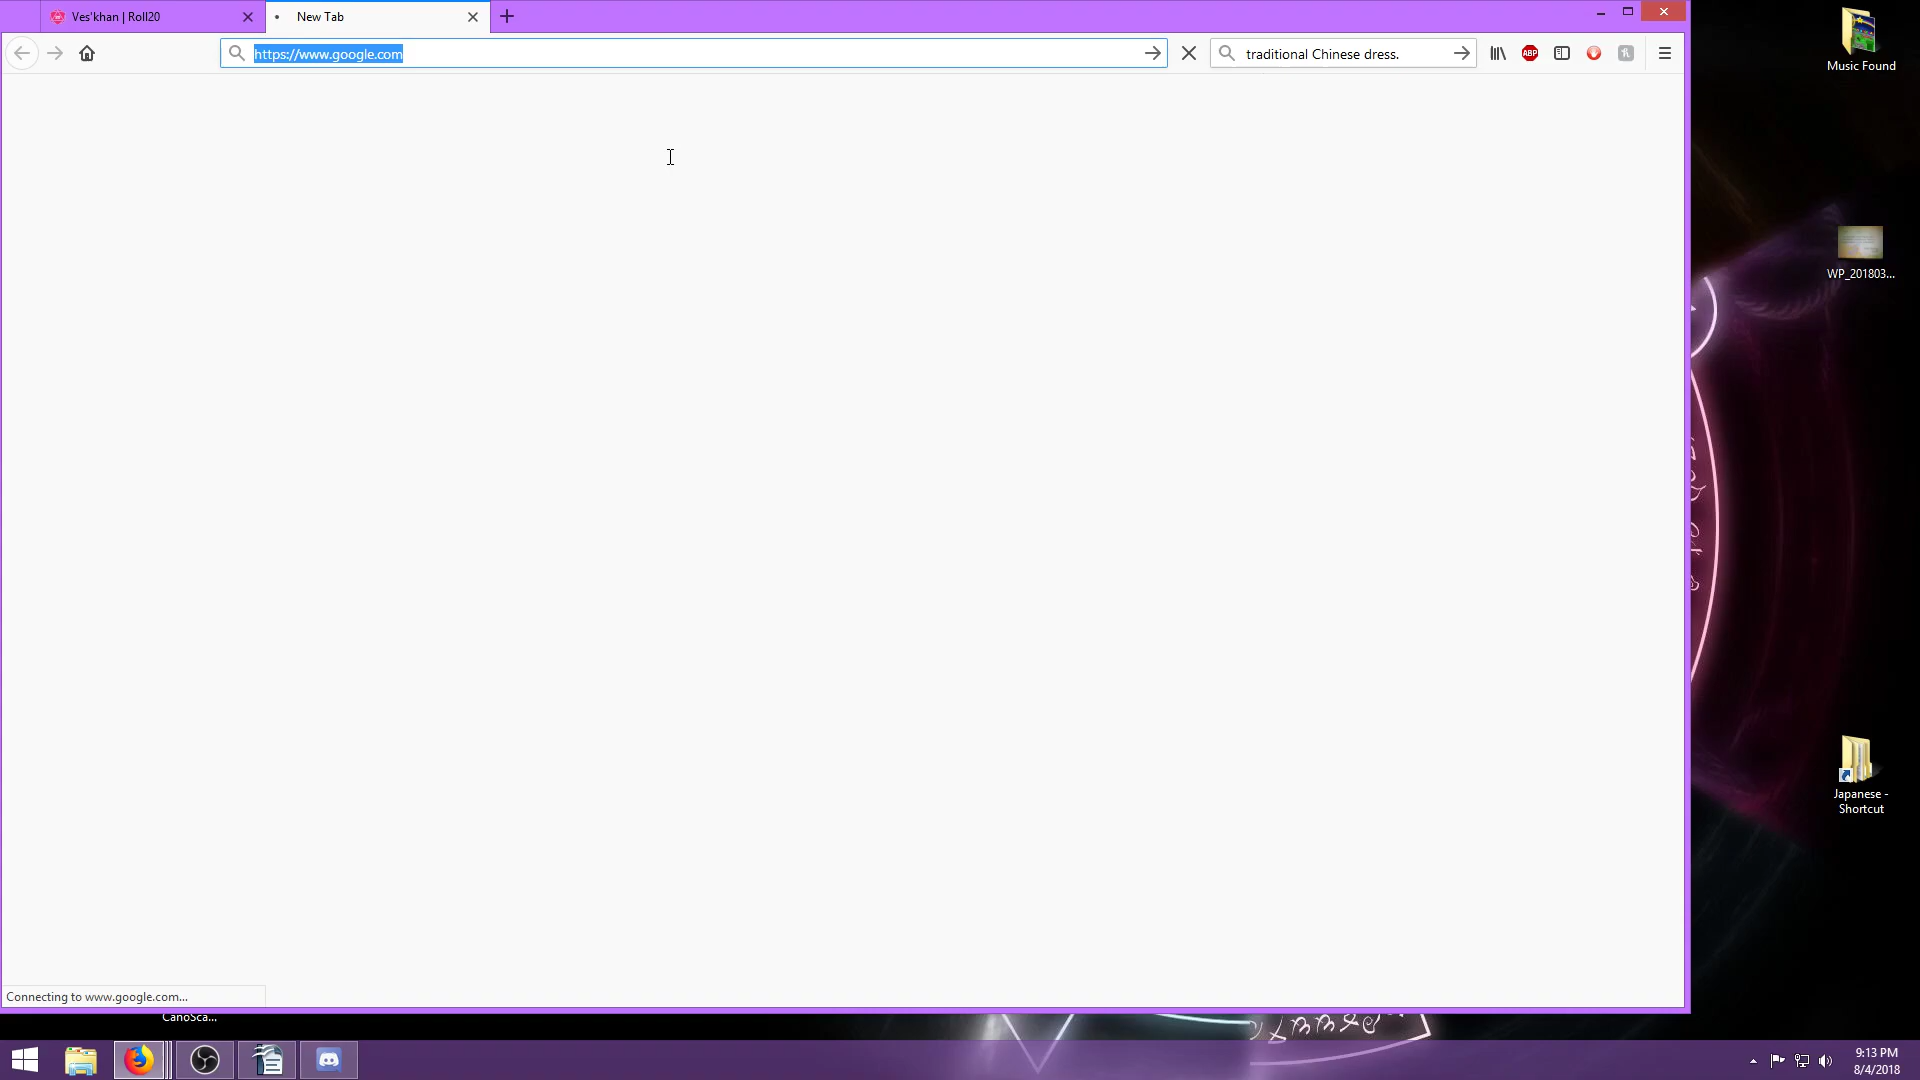 Ves'khan | Roll20
New Tab
https://www.google.com
traditional Chinese dress.
ABP
Music Found
WP_201803...
Japanese -
Shortcut
Connecting to www.google.com...
CanoSca...
9:13 PM
8/4/2018